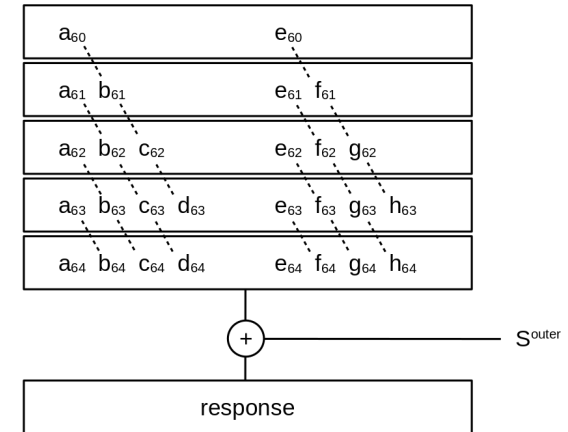 a₆₀ e₆₀
a₆₁ b₆₁ e₆₁ f₆₁
a₆₂ b₆₂ c₆₂ e₆₂ f₆₂ g₆₂
a₆₃ b₆₃ c₆₃ d₆₃ e₆₃ f₆₃ g₆₃ h₆₃
a₆₄ b₆₄ c₆₄ d₆₄ e₆₄ f₆₄ g₆₄ h₆₄
+ Sᵒᵘᵗᵉʳ
response